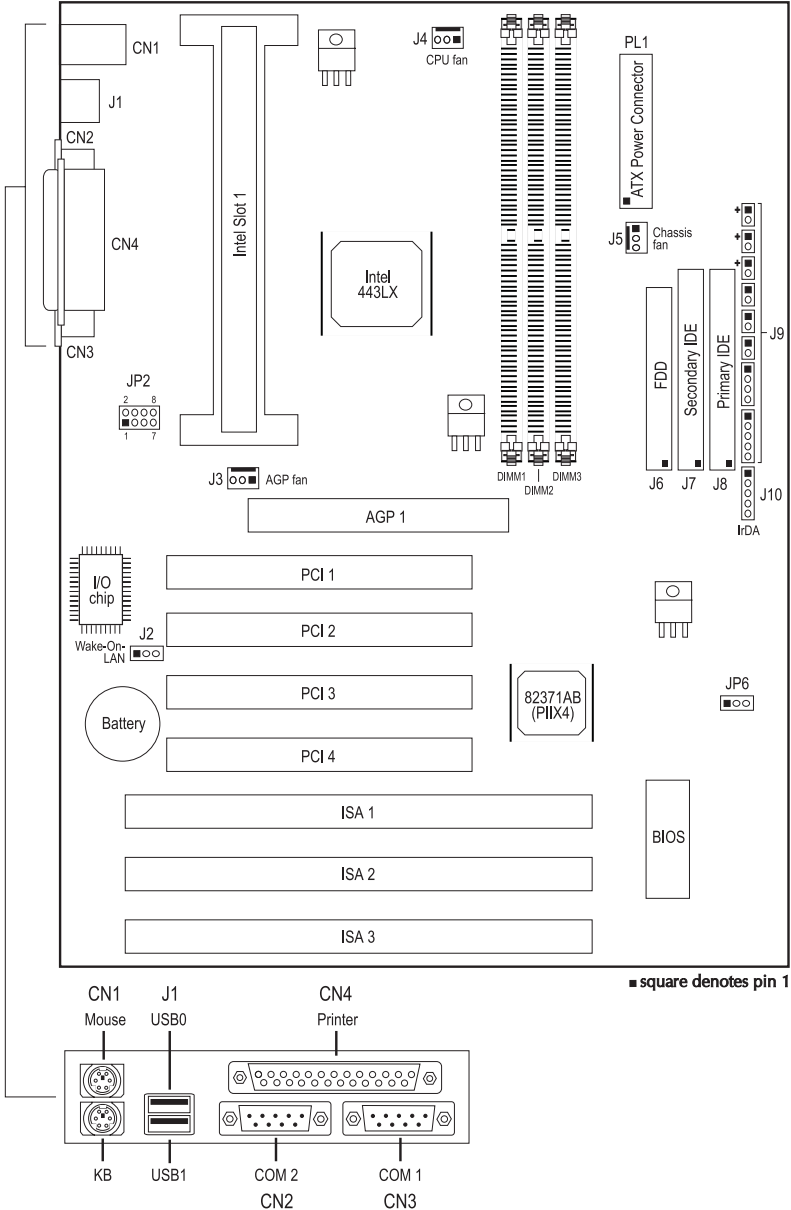 CN1
J1
CN2
CN4
CN3
JP2
2 8
1 7
Intel Slot 1
J4
CPU fan
Intel
443LX
PL1
ATX Power Connector
J5
Chassis
fan
+
+
+
J9
FDD
Secondary IDE
Primary IDE
J6
J7
J8
J10
IrDA
DIMM1
DIMM2
DIMM3
J3
AGP fan
AGP 1
I/O
chip
PCI 1
J2
Wake-On-
LAN
PCI 2
Battery
PCI 3
82371AB
(PIIX4)
JP6
PCI 4
ISA 1
BIOS
ISA 2
ISA 3
square denotes pin 1
CN1
J1
CN4
Mouse
USB0
Printer
KB
USB1
COM 2
COM 1
CN2
CN3